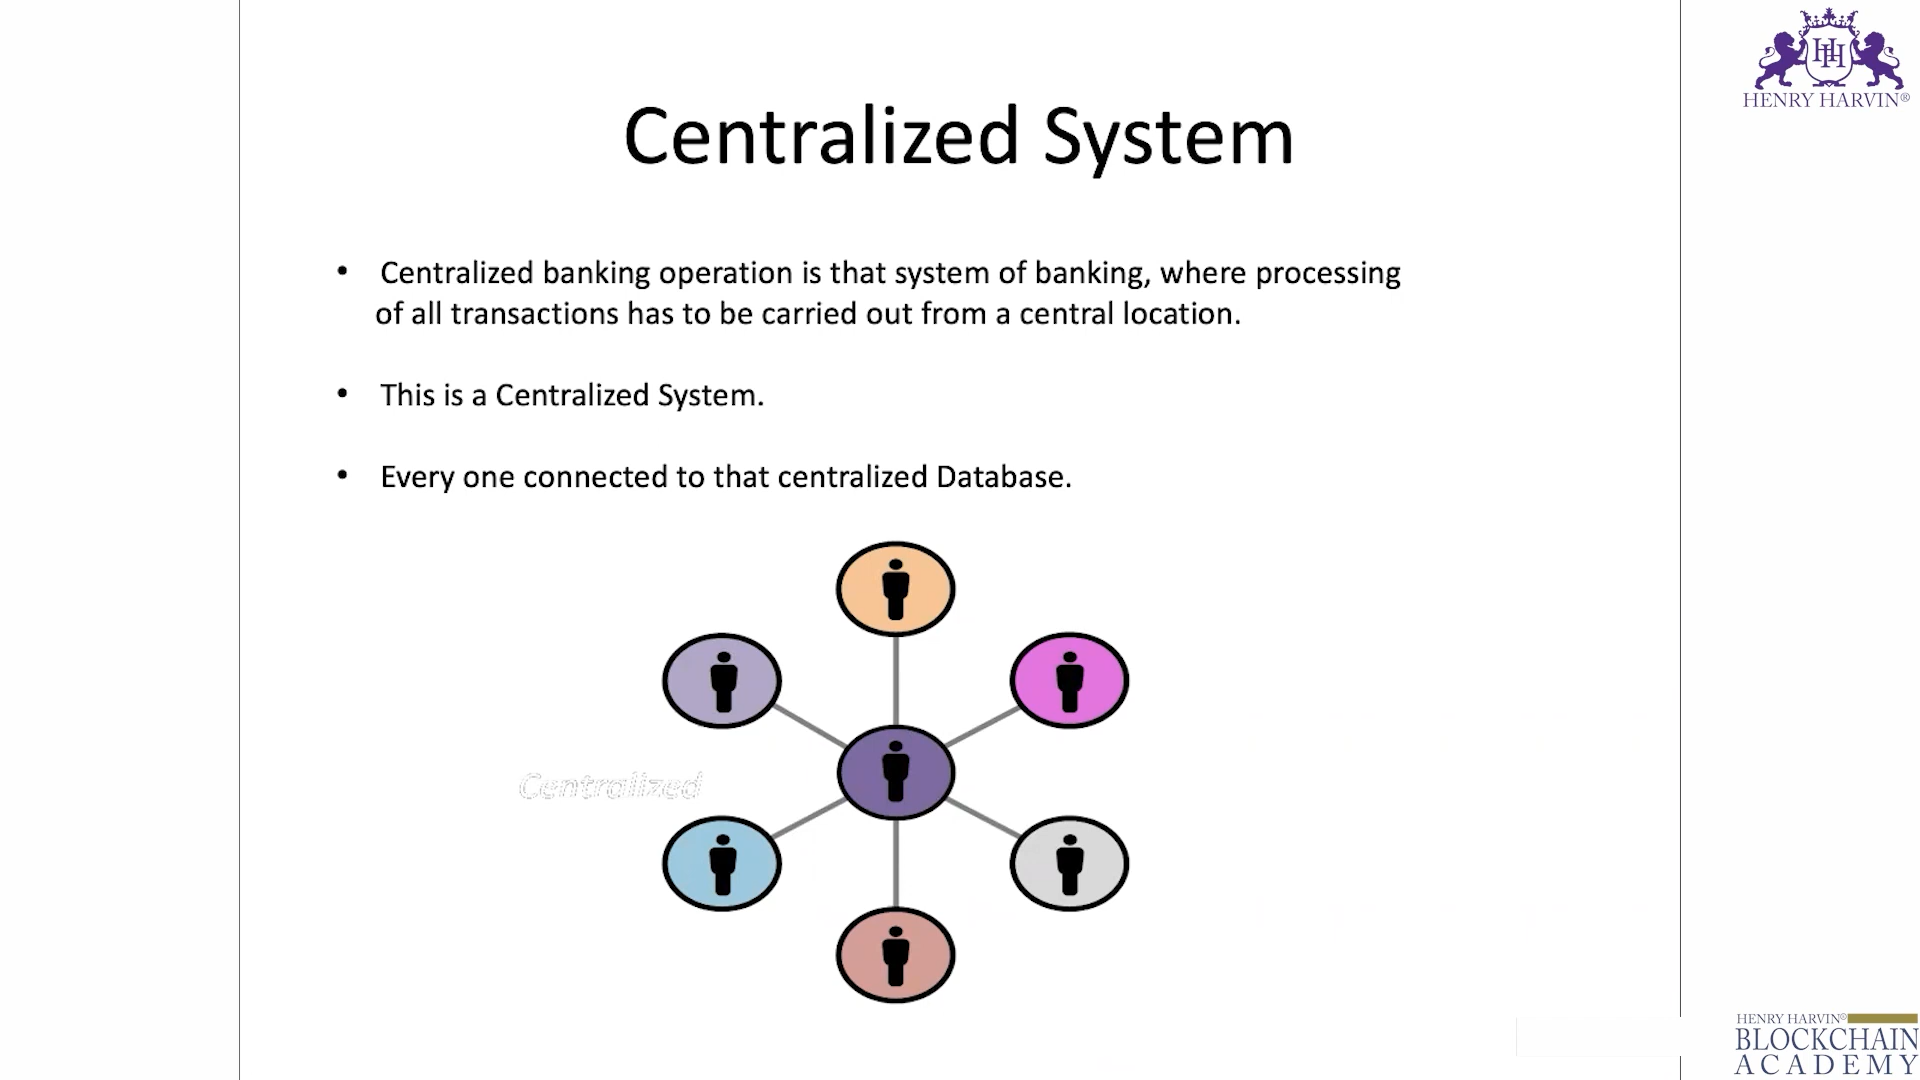 HENRY HARVIN®
Centralized System
• Centralized banking operation is that system of banking, where processing
of all transactions has to be carried out from a central location.
• This is a Centralized System.
• Every one connected to that centralized Database.
Centralized
HENRY HARVIN®
BLOCKCHAIN
ACADEMY